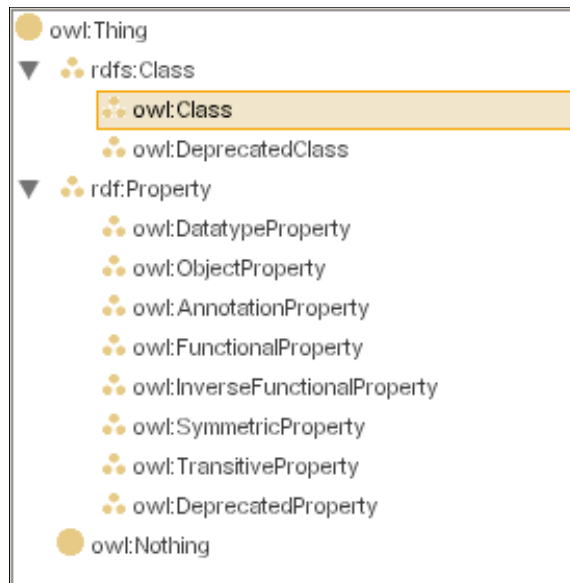 owl:Thing
rdfs:Class
owl:Class
owl:DeprecatedClass
rdf:Property
owl:DatatypeProperty
owl:ObjectProperty
owl:AnnotationProperty
owl:FunctionalProperty
owl:InverseFunctionalProperty
owl:SymmetricProperty
owl:TransitiveProperty
owl:DeprecatedProperty
owl:Nothing